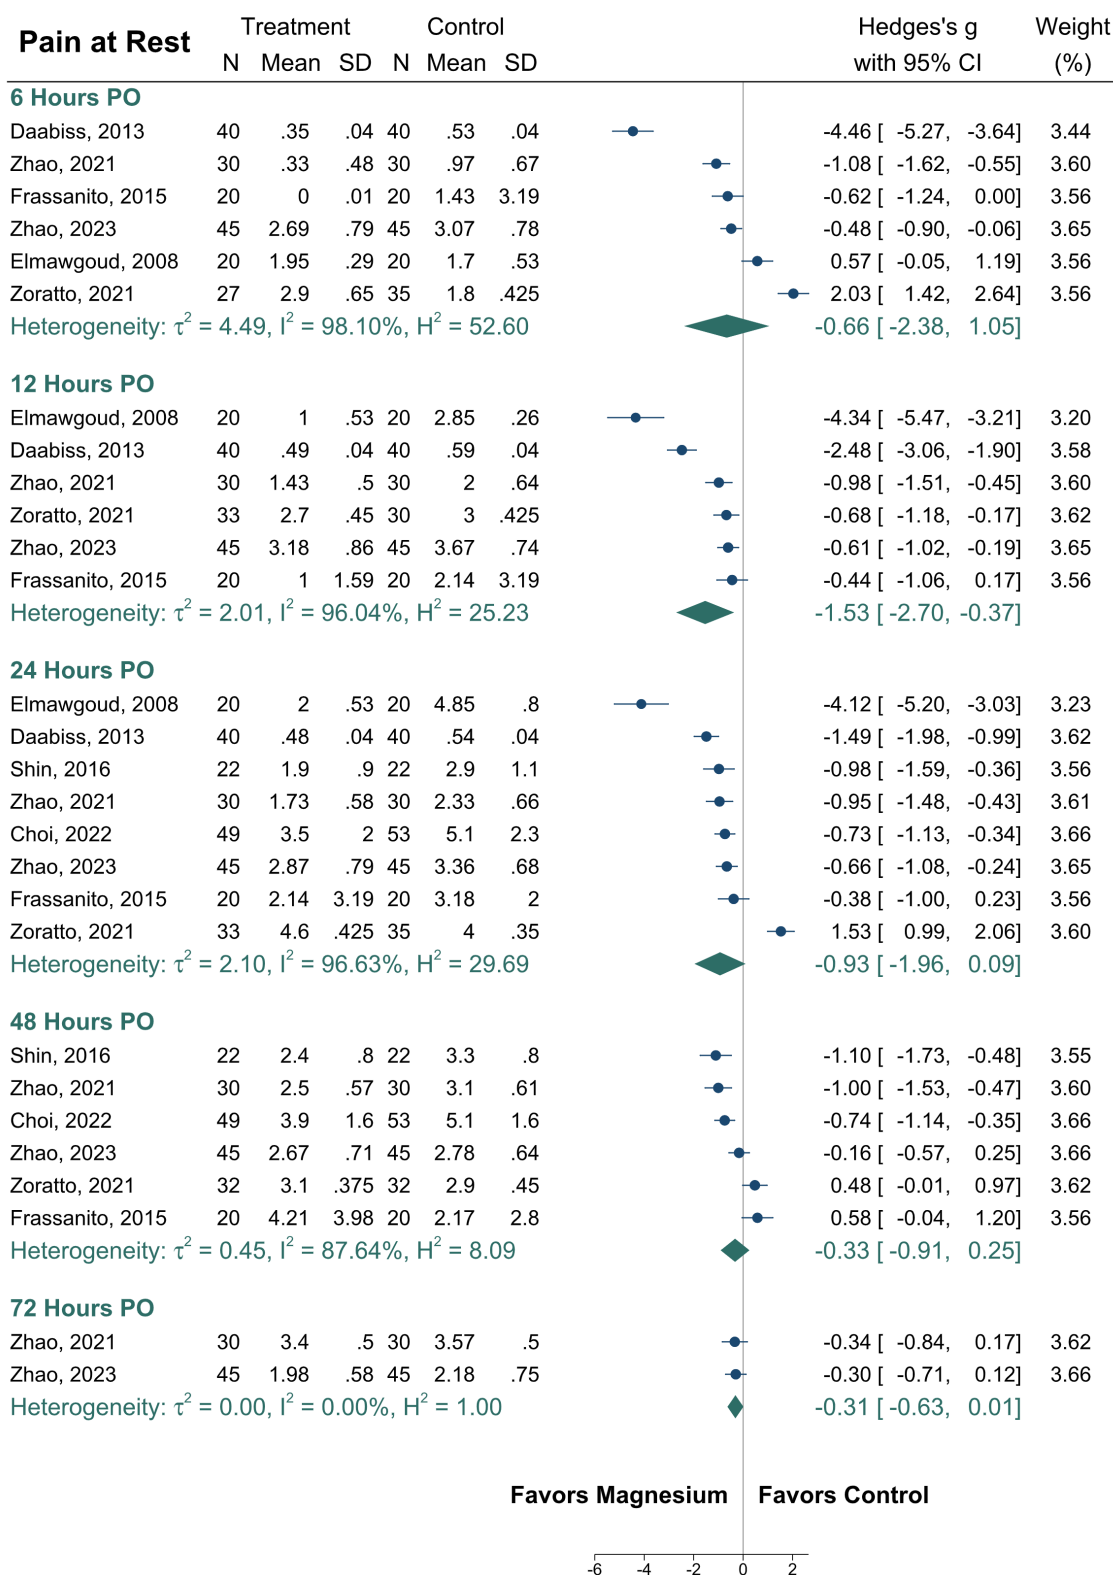 Pain at Rest Treatment Control Hedges's g Weight
N Mean SD N Mean SD with 95% CI (%)
6 Hours PO
Daabiss, 2013 40 .35 .04 40 .53 .04 -4.46 [ -5.27, -3.64] 3.44
Zhao, 2021 30 .33 .48 30 .97 .67 -1.08 [ -1.62, -0.55] 3.60
Frassanito, 2015 20 0 .01 20 1.43 3.19 -0.62 [ -1.24, 0.00] 3.56
Zhao, 2023 45 2.69 .79 45 3.07 .78 -0.48 [ -0.90, -0.06] 3.65
Elmawgoud, 2008 20 1.95 .29 20 1.7 .53 0.57 [ -0.05, 1.19] 3.56
Zoratto, 2021 27 2.9 .65 35 1.8 .425 2.03 [ 1.42, 2.64] 3.56
Heterogeneity: τ² = 4.49, I² = 98.10%, H² = 52.60 -0.66 [ -2.38, 1.05]
12 Hours PO
Elmawgoud, 2008 20 1 .53 20 2.85 .26 -4.34 [ -5.47, -3.21] 3.20
Daabiss, 2013 40 .49 .04 40 .59 .04 -2.48 [ -3.06, -1.90] 3.58
Zhao, 2021 30 1.43 .5 30 2 .64 -0.98 [ -1.51, -0.45] 3.60
Zoratto, 2021 33 2.7 .45 30 3 .425 -0.68 [ -1.18, -0.17] 3.62
Zhao, 2023 45 3.18 .86 45 3.67 .74 -0.61 [ -1.02, -0.19] 3.65
Frassanito, 2015 20 1 1.59 20 2.14 3.19 -0.44 [ -1.06, 0.17] 3.56
Heterogeneity: τ² = 2.01, I² = 96.04%, H² = 25.23 -1.53 [ -2.70, -0.37]
24 Hours PO
Elmawgoud, 2008 20 2 .53 20 4.85 .8 -4.12 [ -5.20, -3.03] 3.23
Daabiss, 2013 40 .48 .04 40 .54 .04 -1.49 [ -1.98, -0.99] 3.62
Shin, 2016 22 1.9 .9 22 2.9 1.1 -0.98 [ -1.59, -0.36] 3.56
Zhao, 2021 30 1.73 .58 30 2.33 .66 -0.95 [ -1.48, -0.43] 3.61
Choi, 2022 49 3.5 2 53 5.1 2.3 -0.73 [ -1.13, -0.34] 3.66
Zhao, 2023 45 2.87 .79 45 3.36 .68 -0.66 [ -1.08, -0.24] 3.65
Frassanito, 2015 20 2.14 3.19 20 3.18 2 -0.38 [ -1.00, 0.23] 3.56
Zoratto, 2021 33 4.6 .425 35 4 .35 1.53 [ 0.99, 2.06] 3.60
Heterogeneity: τ² = 2.10, I² = 96.63%, H² = 29.69 -0.93 [ -1.96, 0.09]
48 Hours PO
Shin, 2016 22 2.4 .8 22 3.3 .8 -1.10 [ -1.73, -0.48] 3.55
Zhao, 2021 30 2.5 .57 30 3.1 .61 -1.00 [ -1.53, -0.47] 3.60
Choi, 2022 49 3.9 1.6 53 5.1 1.6 -0.74 [ -1.14, -0.35] 3.66
Zhao, 2023 45 2.67 .71 45 2.78 .64 -0.16 [ -0.57, 0.25] 3.66
Zoratto, 2021 32 3.1 .375 32 2.9 .45 0.48 [ -0.01, 0.97] 3.62
Frassanito, 2015 20 4.21 3.98 20 2.17 2.8 0.58 [ -0.04, 1.20] 3.56
Heterogeneity: τ² = 0.45, I² = 87.64%, H² = 8.09 -0.33 [ -0.91, 0.25]
72 Hours PO
Zhao, 2021 30 3.4 .5 30 3.57 .5 -0.34 [ -0.84, 0.17] 3.62
Zhao, 2023 45 1.98 .58 45 2.18 .75 -0.30 [ -0.71, 0.12] 3.66
Heterogeneity: τ² = 0.00, I² = 0.00%, H² = 1.00 -0.31 [ -0.63, 0.01]
Favors Magnesium Favors Control
-6 -4 -2 0 2